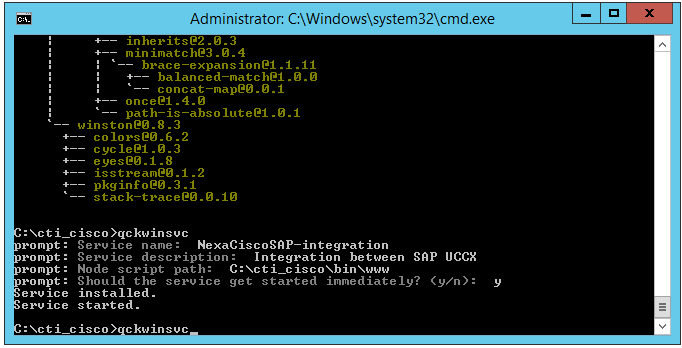 Administrator: C:\Windows\system32\cmd.exe
C:\.
¦ +-- inherits@2.0.3
¦ +-- minimatch@3.0.4
¦ ¦ `-- brace-expansion@1.1.11
¦ ¦ +-- balanced-match@1.0.0
¦ ¦ `-- concat-map@0.0.1
¦ +-- once@1.4.0
¦ `-- path-is-absolute@1.0.1
`-- winston@0.8.3
+-- colors@0.6.2
+-- cycle@1.0.3
+-- eyes@0.1.8
+-- isstream@0.1.2
+-- pkginfo@0.3.1
`-- stack-trace@0.0.10
C:\cti_cisco>qckwinsvc
prompt: Service name:  NexaCiscoSAP-integration
prompt: Service description:  Integration between SAP UCCX
prompt: Node script path:  C:\cti_cisco\bin\www
prompt: Should the service get started immediately? (y/n):  y
Service installed.
Service started.
C:\cti_cisco>qckwinsvc_